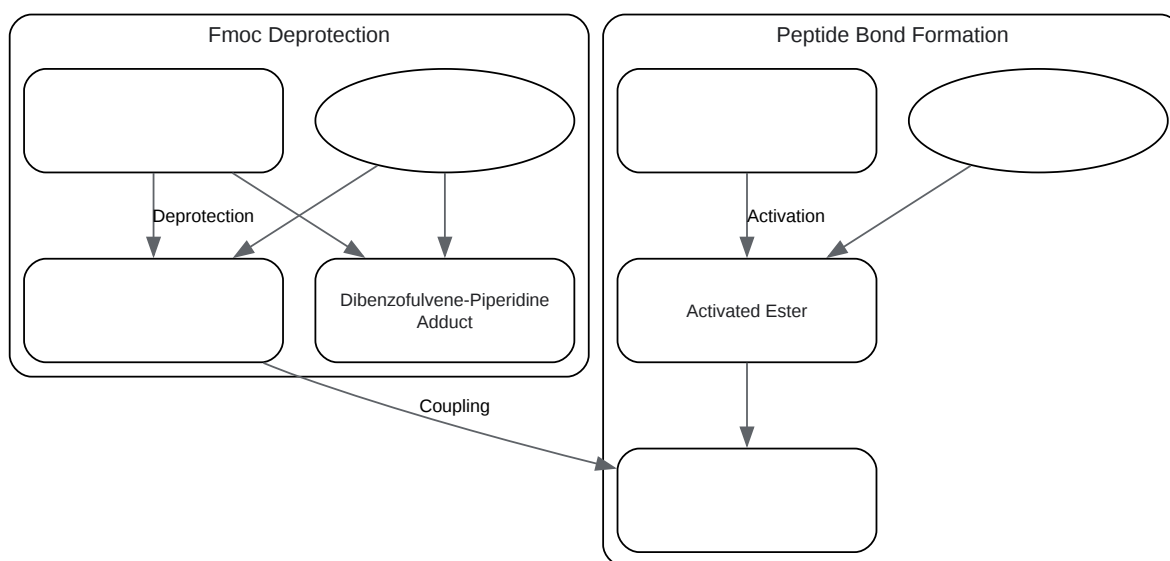 Fmoc Deprotection
Peptide Bond Formation
Deprotection
Activation
Dibenzofulvene-Piperidine
Adduct
Activated Ester
Coupling